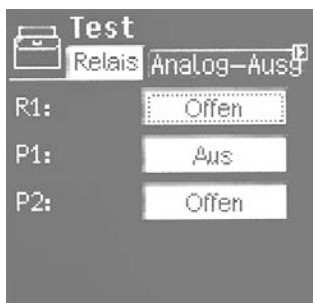 Test
Relais Analog-Ausg
R1: Offen
P1: Aus
P2: Offen